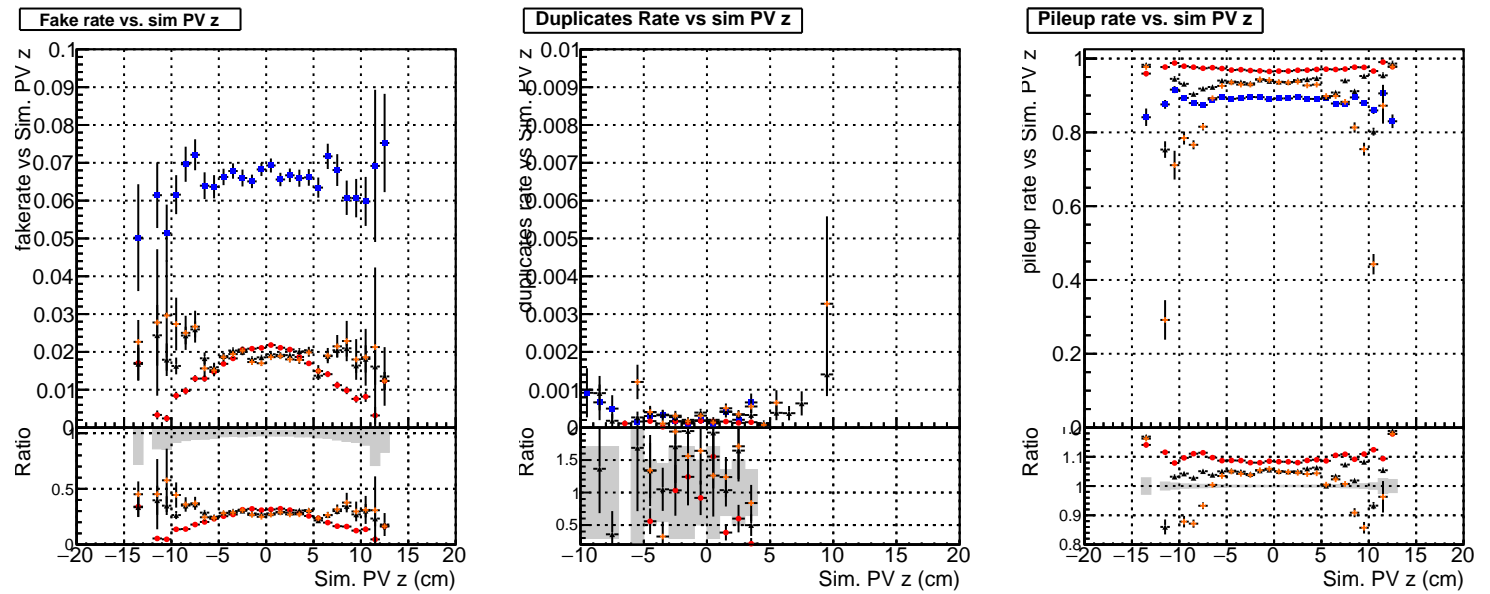 Fake rate vs. sim PV z
fakerate vs Sim. PV z
0.1
0.09
0.08
0.07
0.06
0.05
0.04
0.03
0.02
0.01
0
Ratio
0.5
0
−20 −15 −10 −5 0 5 10 15 20
Sim. PV z (cm)
Duplicates Rate vs sim PV z
duplicates rate vs Sim. PV z
0.01
0.009
0.008
0.007
0.006
0.005
0.004
0.003
0.002
0.001
0
Ratio
1.5
1
0.5
−10 −5 0 5 10 15 20
Sim. PV z (cm)
Pileup rate vs. sim PV z
pileup rate vs Sim. PV z
1
0.8
0.6
0.4
0.2
0
Ratio
1.1
1
0.9
0.8
−20 −15 −10 −5 0 5 10 15 20
Sim. PV z (cm)